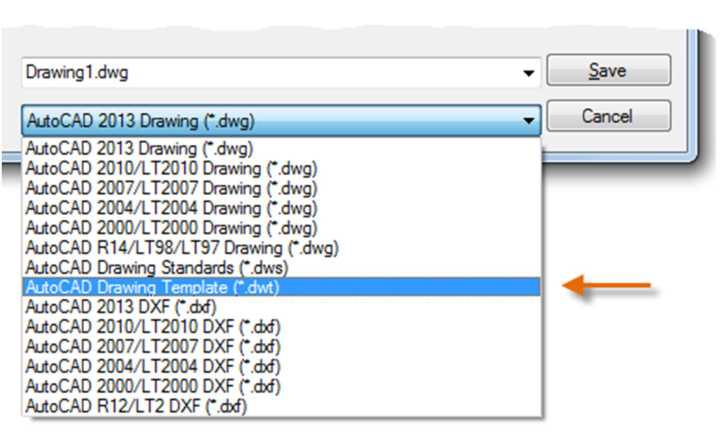 Drawing1.dwg
Save
AutoCAD 2013 Drawing (*.dwg)
Cancel
AutoCAD 2013 Drawing (*.dwg)
AutoCAD 2010/LT2010 Drawing (*.dwg)
AutoCAD 2007/LT2007 Drawing (*.dwg)
AutoCAD 2004/LT2004 Drawing (*.dwg)
AutoCAD 2000/LT2000 Drawing (*.dwg)
AutoCAD R14/LT98/LT97 Drawing (*.dwg)
AutoCAD Drawing Standards (*.dws)
AutoCAD Drawing Template (*.dwt)
AutoCAD 2013 DXF (*.dxf)
AutoCAD 2010/LT2010 DXF (*.dxf)
AutoCAD 2007/LT2007 DXF (*.dxf)
AutoCAD 2004/LT2004 DXF (*.dxf)
AutoCAD 2000/LT2000 DXF (*.dxf)
AutoCAD R12/LT2 DXF (*.dxf)